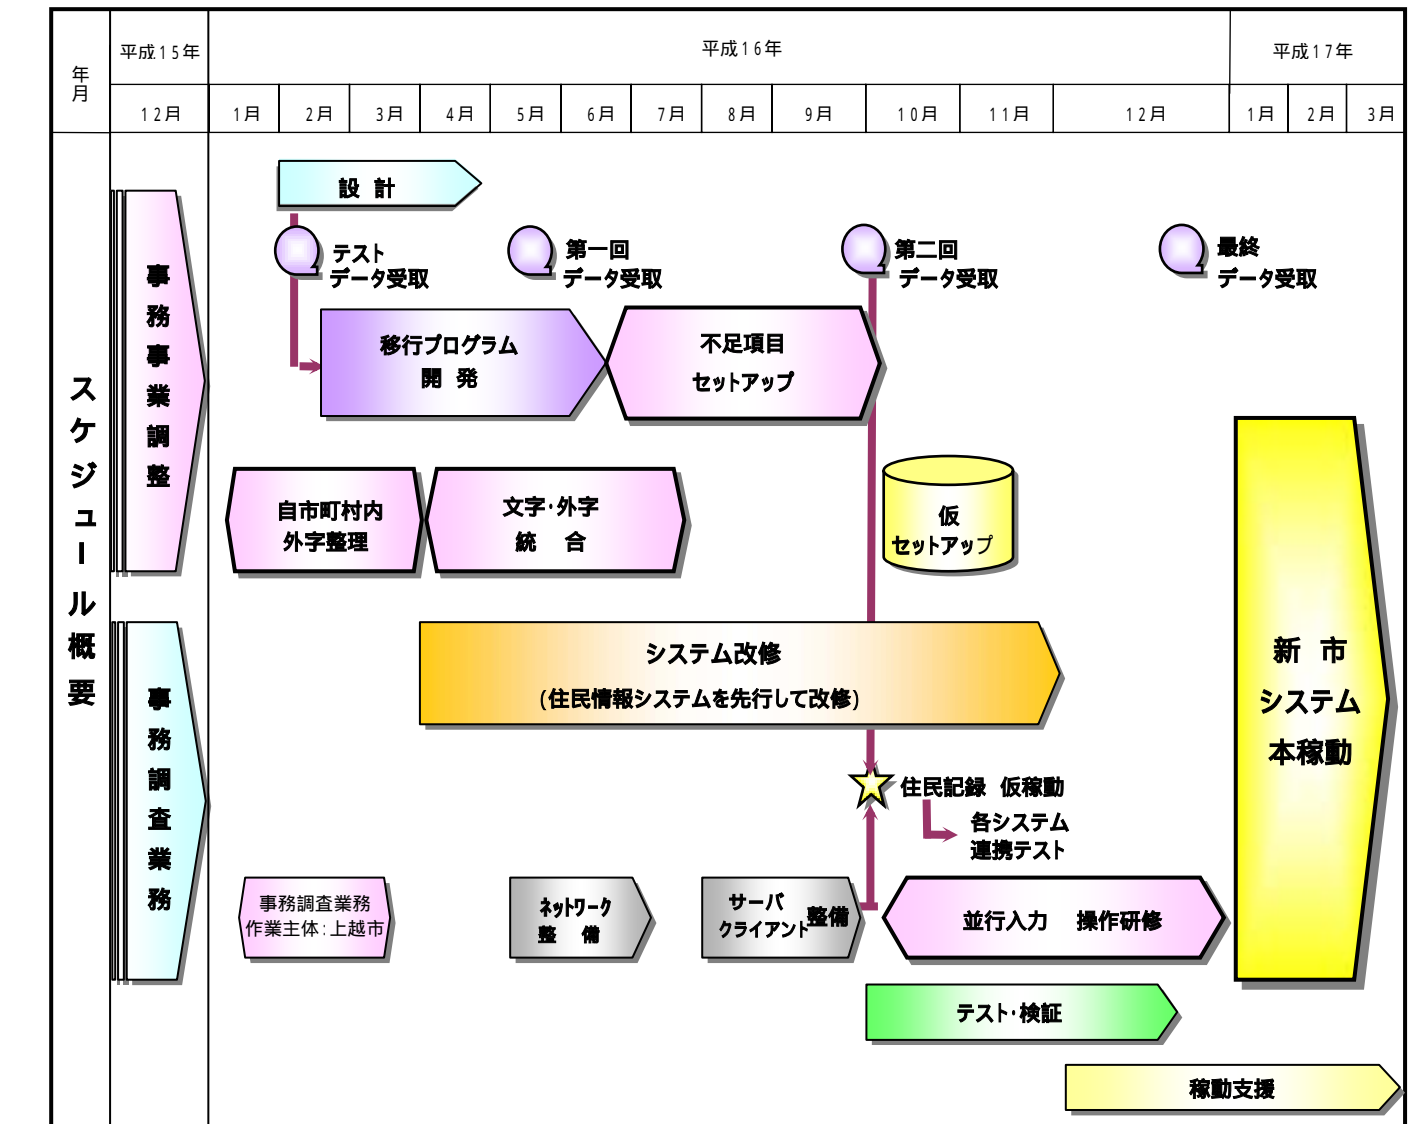 年月
平成15年
平成16年
平成17年
12月
1月
2月
3月
4月
5月
6月
7月
8月
9月
10月
11月
12月
1月
2月
3月
スケジュール概要
事務事業調整
設 計
テスト
データ受取
第一回
データ受取
第二回
データ受取
最終
データ受取
移行プログラム
開 発
不足項目
セットアップ
自市町村内
外字整理
文字・外字
統 合
仮
セットアップ
事務調査業務
システム改修
(住民情報システムを先行して改修)
新 市
システム
本稼動
住民記録 仮稼動
各システム
連携テスト
事務調査業務
作業主体:上越市
ネットワーク
整 備
サーバ
クライアント
整備
並行入力 操作研修
テスト・検証
稼動支援